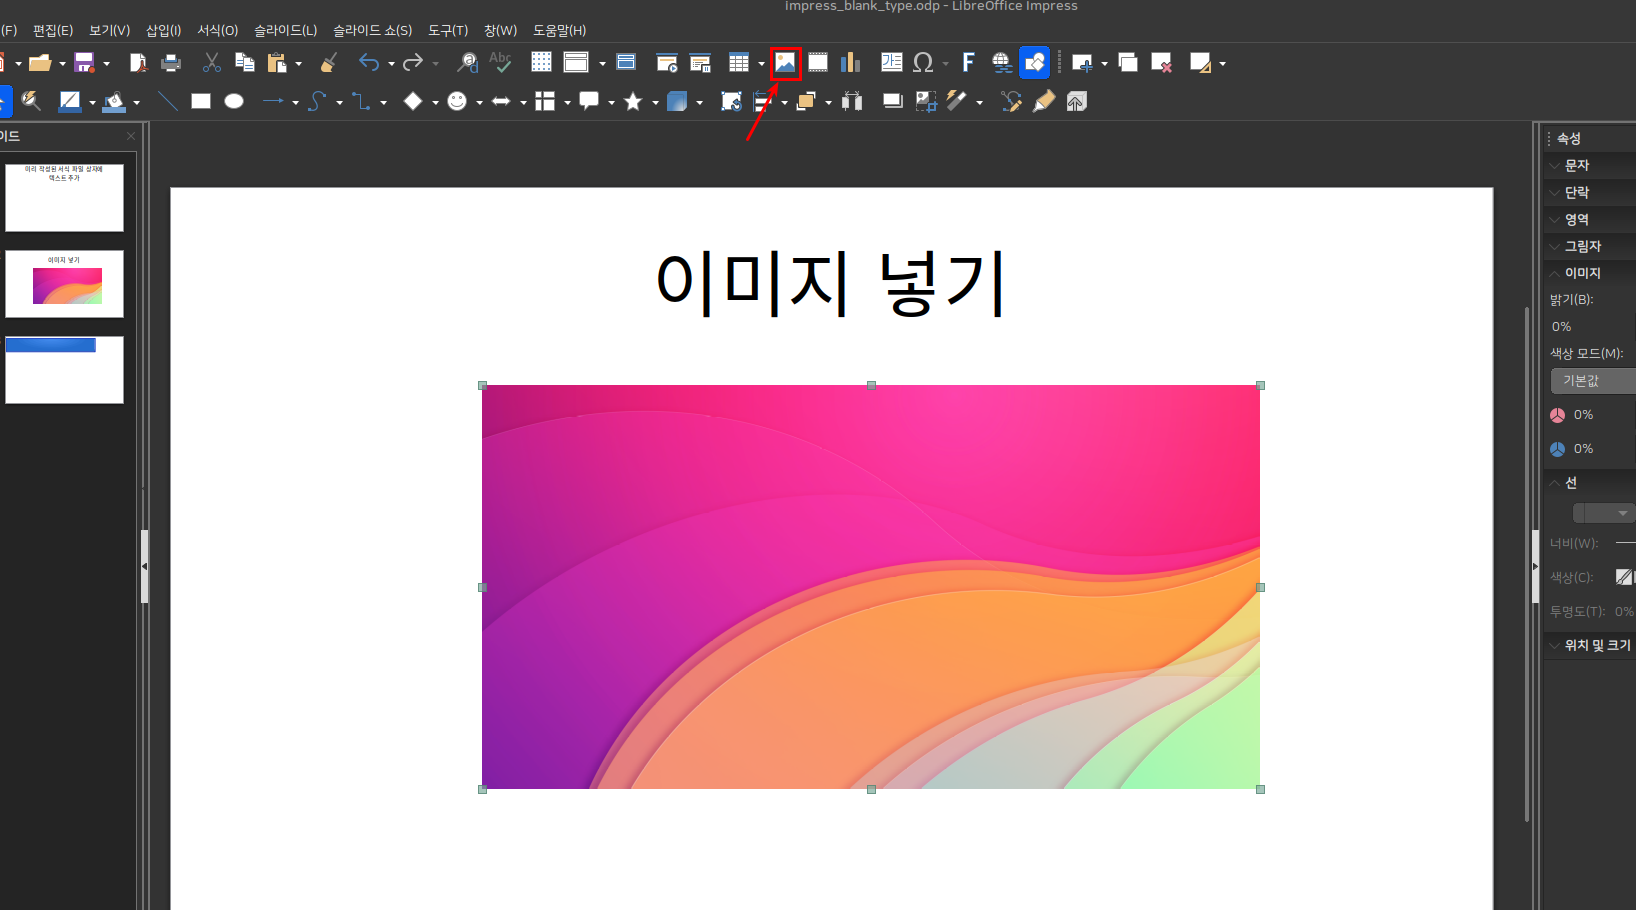 impress_blank_type.odp - LibreOffice Impress
(F) 편집(E) 보기(V) 삽입(I) 서식(O) 슬라이드(L) 슬라이드 쇼(S) 도구(T) 창(W) 도움말(H)
Abc
이드
미리 작성된 서식 파일 상자에
텍스트 추가
이미지 넣기
이미지 넣기
속성
문자
단락
영역
그림자
이미지
밝기(B):
0%
색상 모드(M):
기본값
0%
0%
선
너비(W):
색상(C):
투명도(T): 0%
위치 및 크기